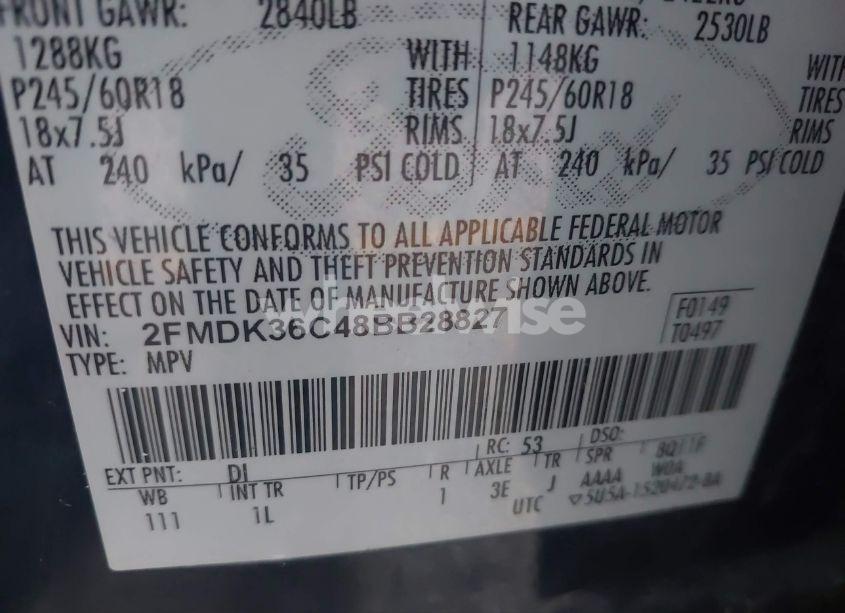 FRONT GAWR: 2840LB REAR GAWR: 2530LB
1288KG WITH 1148KG WITH
P245/60R18 TIRES P245/60R18 TIRES
18x7.5J RIMS 18x7.5J RIMS
AT 240 kPa/ 35 PSI COLD AT 240 kPa/ 35 PSI COLD
THIS VEHICLE CONFORMS TO ALL APPLICABLE FEDERAL MOTOR
VEHICLE SAFETY AND THEFT PREVENTION STANDARDS IN
EFFECT ON THE DATE OF MANUFACTURE SHOWN ABOVE.
VIN: 2FMDK36C48BB28827 F0149
TYPE: MPV T0497
EXT PNT: DI RC: 53 DSO:
WB INT TR TP/PS R AXLE TR SPR
111 1L 1 3E J AAAA W0A
UTC ▽5U5A-1520472-BA